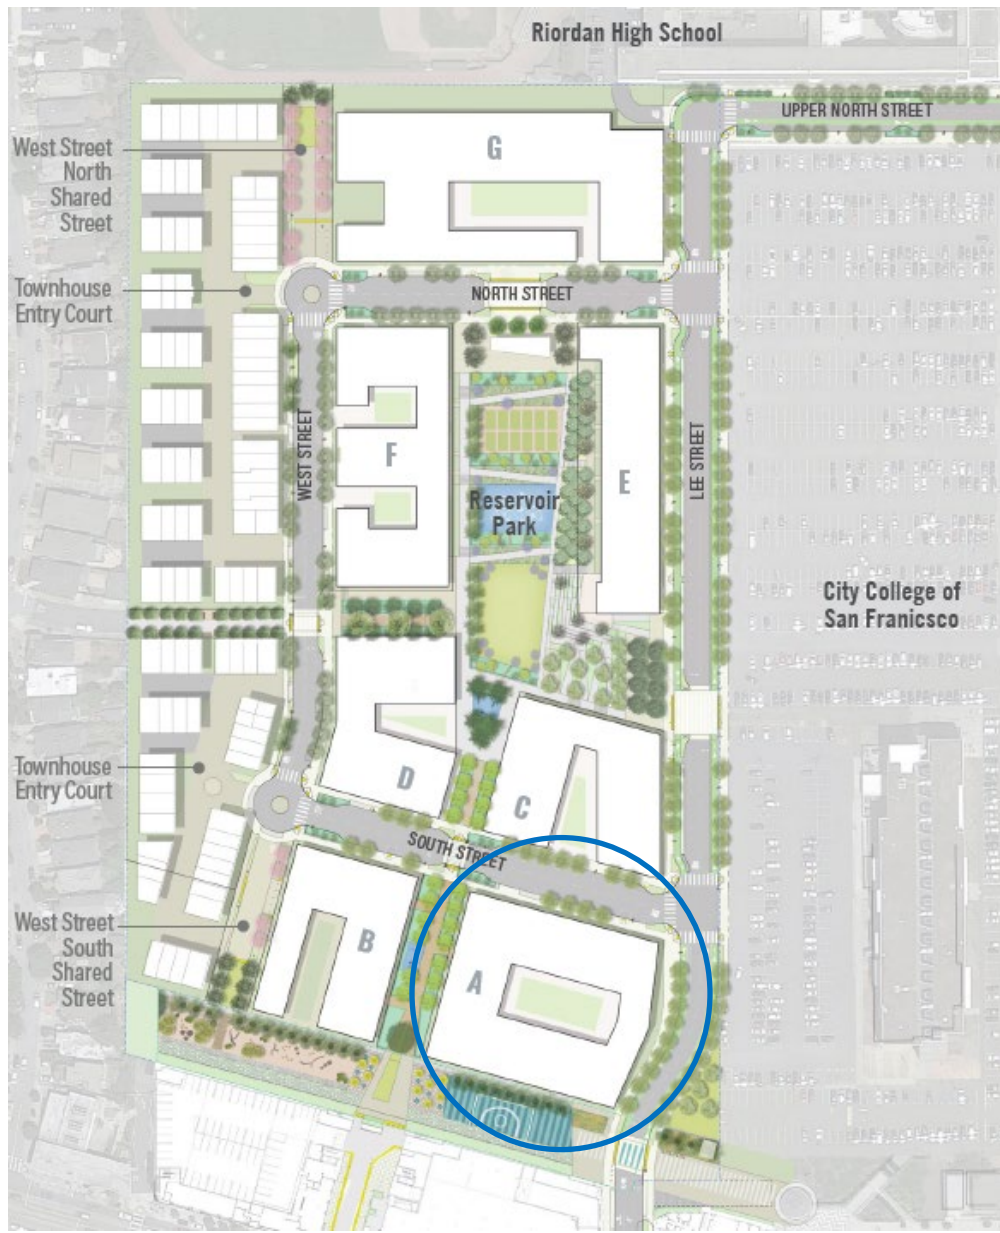 Riordan High School
UPPER NORTH STREET
G
West Street
North
Shared
Street
Townhouse
Entry Court
NORTH STREET
WEST STREET
F
LEE STREET
E
Reservoir
Park
City College of
San Franicsco
Townhouse
Entry Court
D
C
SOUTH STREET
West Street
South
Shared
Street
B
A